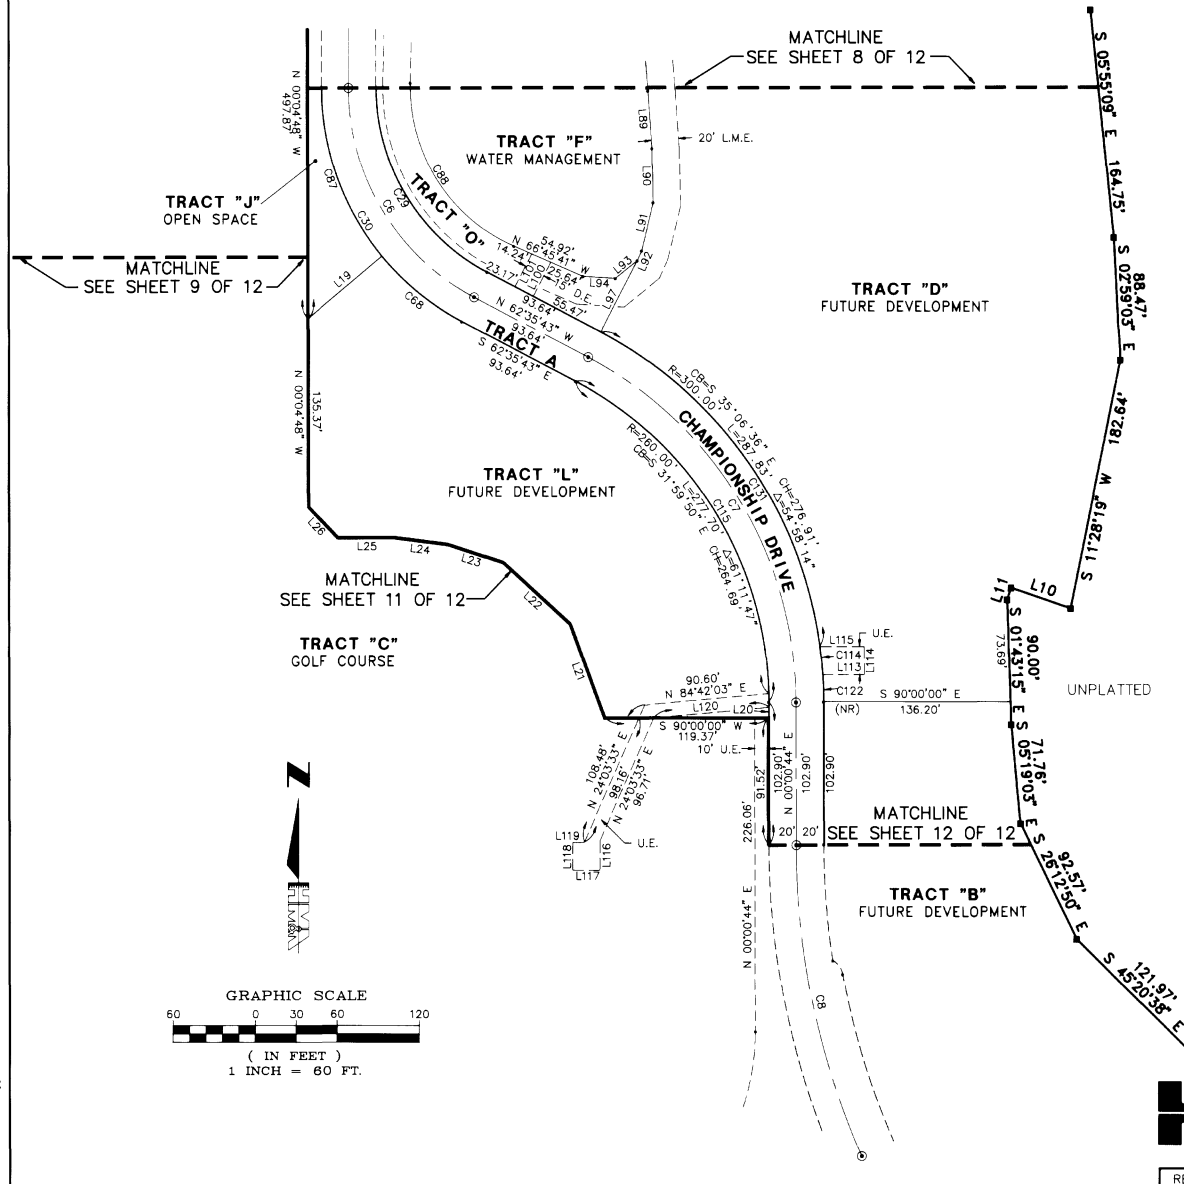 MATCHLINE
SEE SHEET 8 OF 12
S 05°55'09" E 164.75'
N 00°04'48" W
497.87'
TRACT "F"
WATER MANAGEMENT
L89
20' L.M.E.
L90
C88
C87
TRACT "J"
OPEN SPACE
C29
C6
C30
TRACT "O"
L91
54.92'
N 66°45'41" W
14.24'
25.64'
15' D.E.
L93
L92
L94
L97
L101
L100
23.17'
93.64'
55.47'
MATCHLINE
SEE SHEET 9 OF 12
L19
C68
N 62°35'43" W
93.64'
TRACT A
S 62°35'43" E
93.64'
TRACT "D"
FUTURE DEVELOPMENT
88.47'
S 02°59'03" E
182.64'
S 11°28'19" W
N 00°04'48" W
135.37'
CB=S 35°06'36" E CH=276.91'
R=300.00' L=287.83' Δ=54°58'14"
C131
CHAMPIONSHIP DRIVE
C7
C115
R=260.00' L=277.70' Δ=61°11'47"
CB=S 31°59'50" E CH=264.69'
TRACT "L"
FUTURE DEVELOPMENT
L26
L25
L24
L23
L22
L21
MATCHLINE
SEE SHEET 11 OF 12
TRACT "C"
GOLF COURSE
L11
L10
90.00'
S 01°43'15" E
73.69'
UNPLATTED
L115
U.E.
C114
L114
L113
C122
(NR)
S 90°00'00" E
136.20'
90.60'
N 84°42'03" E
L120
L20
S 90°00'00" W
119.37'
10' U.E.
108.48'
N 24°03'33" E
98.16'
N 24°03'33" E
96.71'
91.52'
102.90'
N 00°00'44" E
102.90'
102.90'
71.76'
S 05°19'03" E
226.06'
N 00°00'44" E
L119
L118
L116
L117
U.E.
20' 20'
MATCHLINE
SEE SHEET 12 OF 12
92.57'
S 26°12'50" E
TRACT "B"
FUTURE DEVELOPMENT
121.97'
S 45°20'38" E
C8
N
GRAPHIC SCALE
60 0 30 60 120
( IN FEET )
1 INCH = 60 FT.